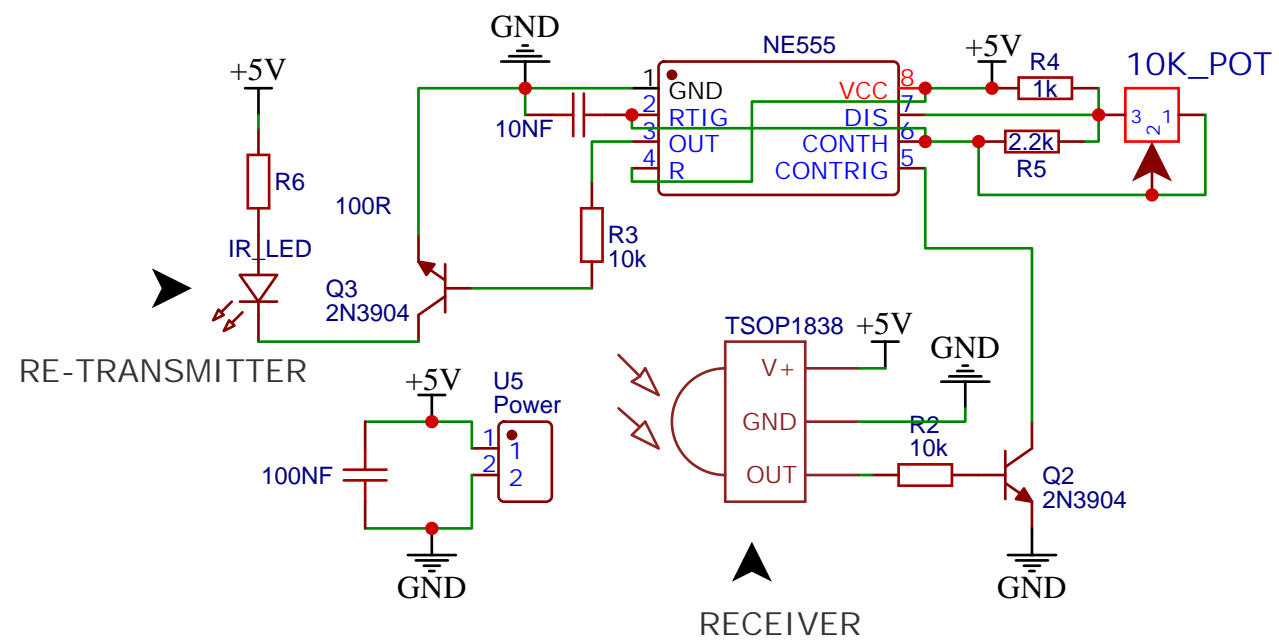 GND
NE555
+5V
R4
10K_POT
1k
+5V
1
GND
VCC
8
10NF
2
RTIG
DIS
7
3
2
1
3
OUT
CONTH
6
2.2k
4
R
CONTRIG
5
R5
R6
100R
R3
10k
IR_LED
Q3
2N3904
TSOP1838
+5V
GND
RE-TRANSMITTER
+5V
U5
Power
V+
GND
R2
10k
1
1
2
2
100NF
OUT
Q2
2N3904
GND
GND
RECEIVER